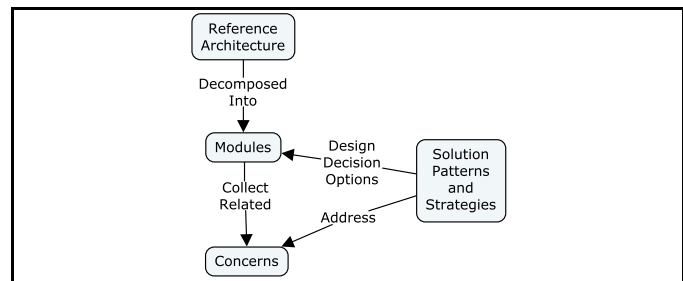 Reference
Architecture
Decomposed
Into
Modules
Design
Decision
Options
Solution
Patterns
and
Strategies
Collect
Related
Address
Concerns